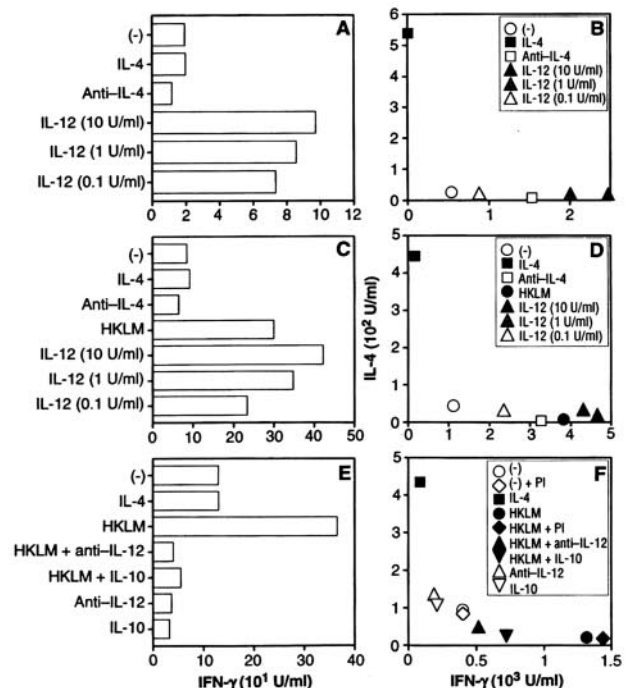 A
(-)
IL-4
Anti–IL-4
IL-12 (10 U/ml)
IL-12 (1 U/ml)
IL-12 (0.1 U/ml)
0 2 4 6 8 10 12
B
6
5
4
3
2
1
0
(-)
IL-4
Anti–IL-4
IL-12 (10 U/ml)
IL-12 (1 U/ml)
IL-12 (0.1 U/ml)
0 1 2
C
(-)
IL-4
Anti–IL-4
HKLM
IL-12 (10 U/ml)
IL-12 (1 U/ml)
IL-12 (0.1 U/ml)
0 10 20 30 40 50
IL-4 (10² U/ml)
D
5
4
3
2
1
0
(-)
IL-4
Anti–IL-4
HKLM
IL-12 (10 U/ml)
IL-12 (1 U/ml)
IL-12 (0.1 U/ml)
0 1 2 3 4 5
E
(-)
IL-4
HKLM
HKLM + anti–IL-12
HKLM + IL-10
Anti–IL-12
IL-10
0 10 20 30 40
IFN-γ (10¹ U/ml)
F
5
4
3
2
1
0
(-)
(-) + PI
IL-4
HKLM
HKLM + PI
HKLM + anti–IL-12
HKLM + IL-10
Anti–IL-12
IL-10
0 0.5 1 1.5
IFN-γ (10³ U/ml)